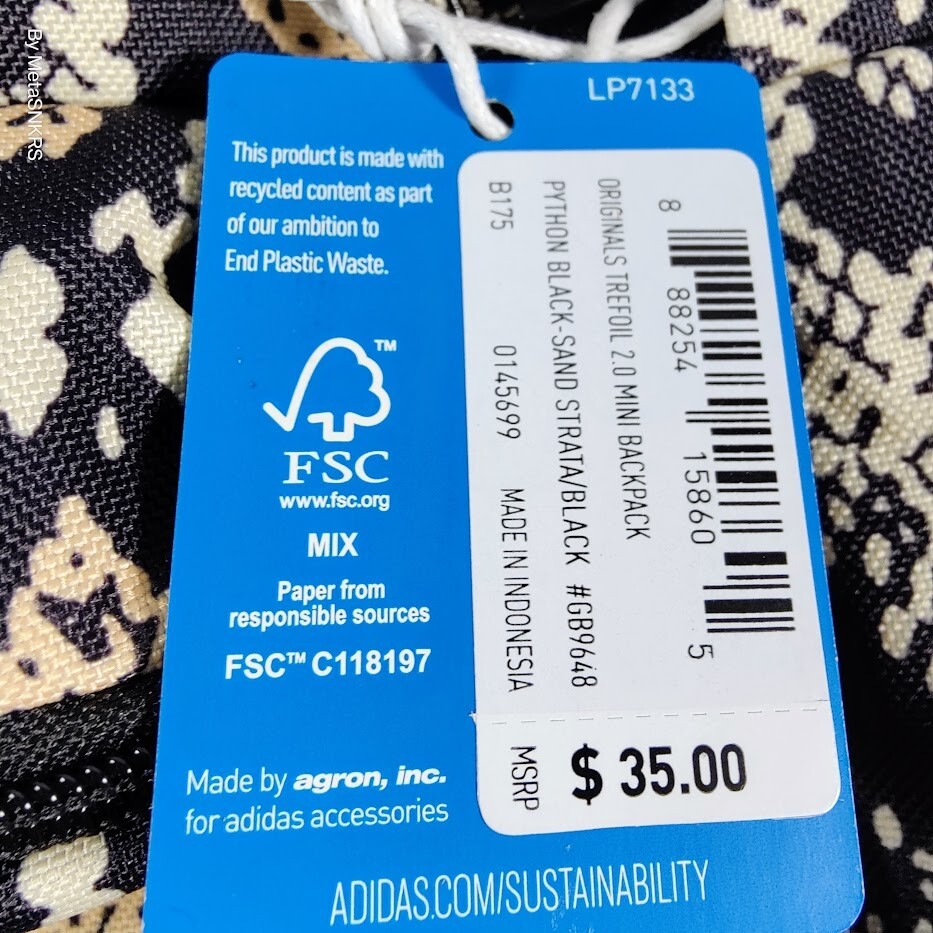 By MetaSNKRS
LP7133
This product is made with
recycled content as part
of our ambition to
End Plastic Waste.
™
FSC
www.fsc.org
MIX
Paper from
responsible sources
FSC™ C118197
Made by agron, inc.
for adidas accessories
8 88254 15860 5
ORIGINALS TREFOIL 2.0 MINI BACKPACK
PYTHON BLACK-SAND STRATA/BLACK #GB9648
B175 0145699 MADE IN INDONESIA
MSRP $ 35.00
ADIDAS.COM/SUSTAINABILITY